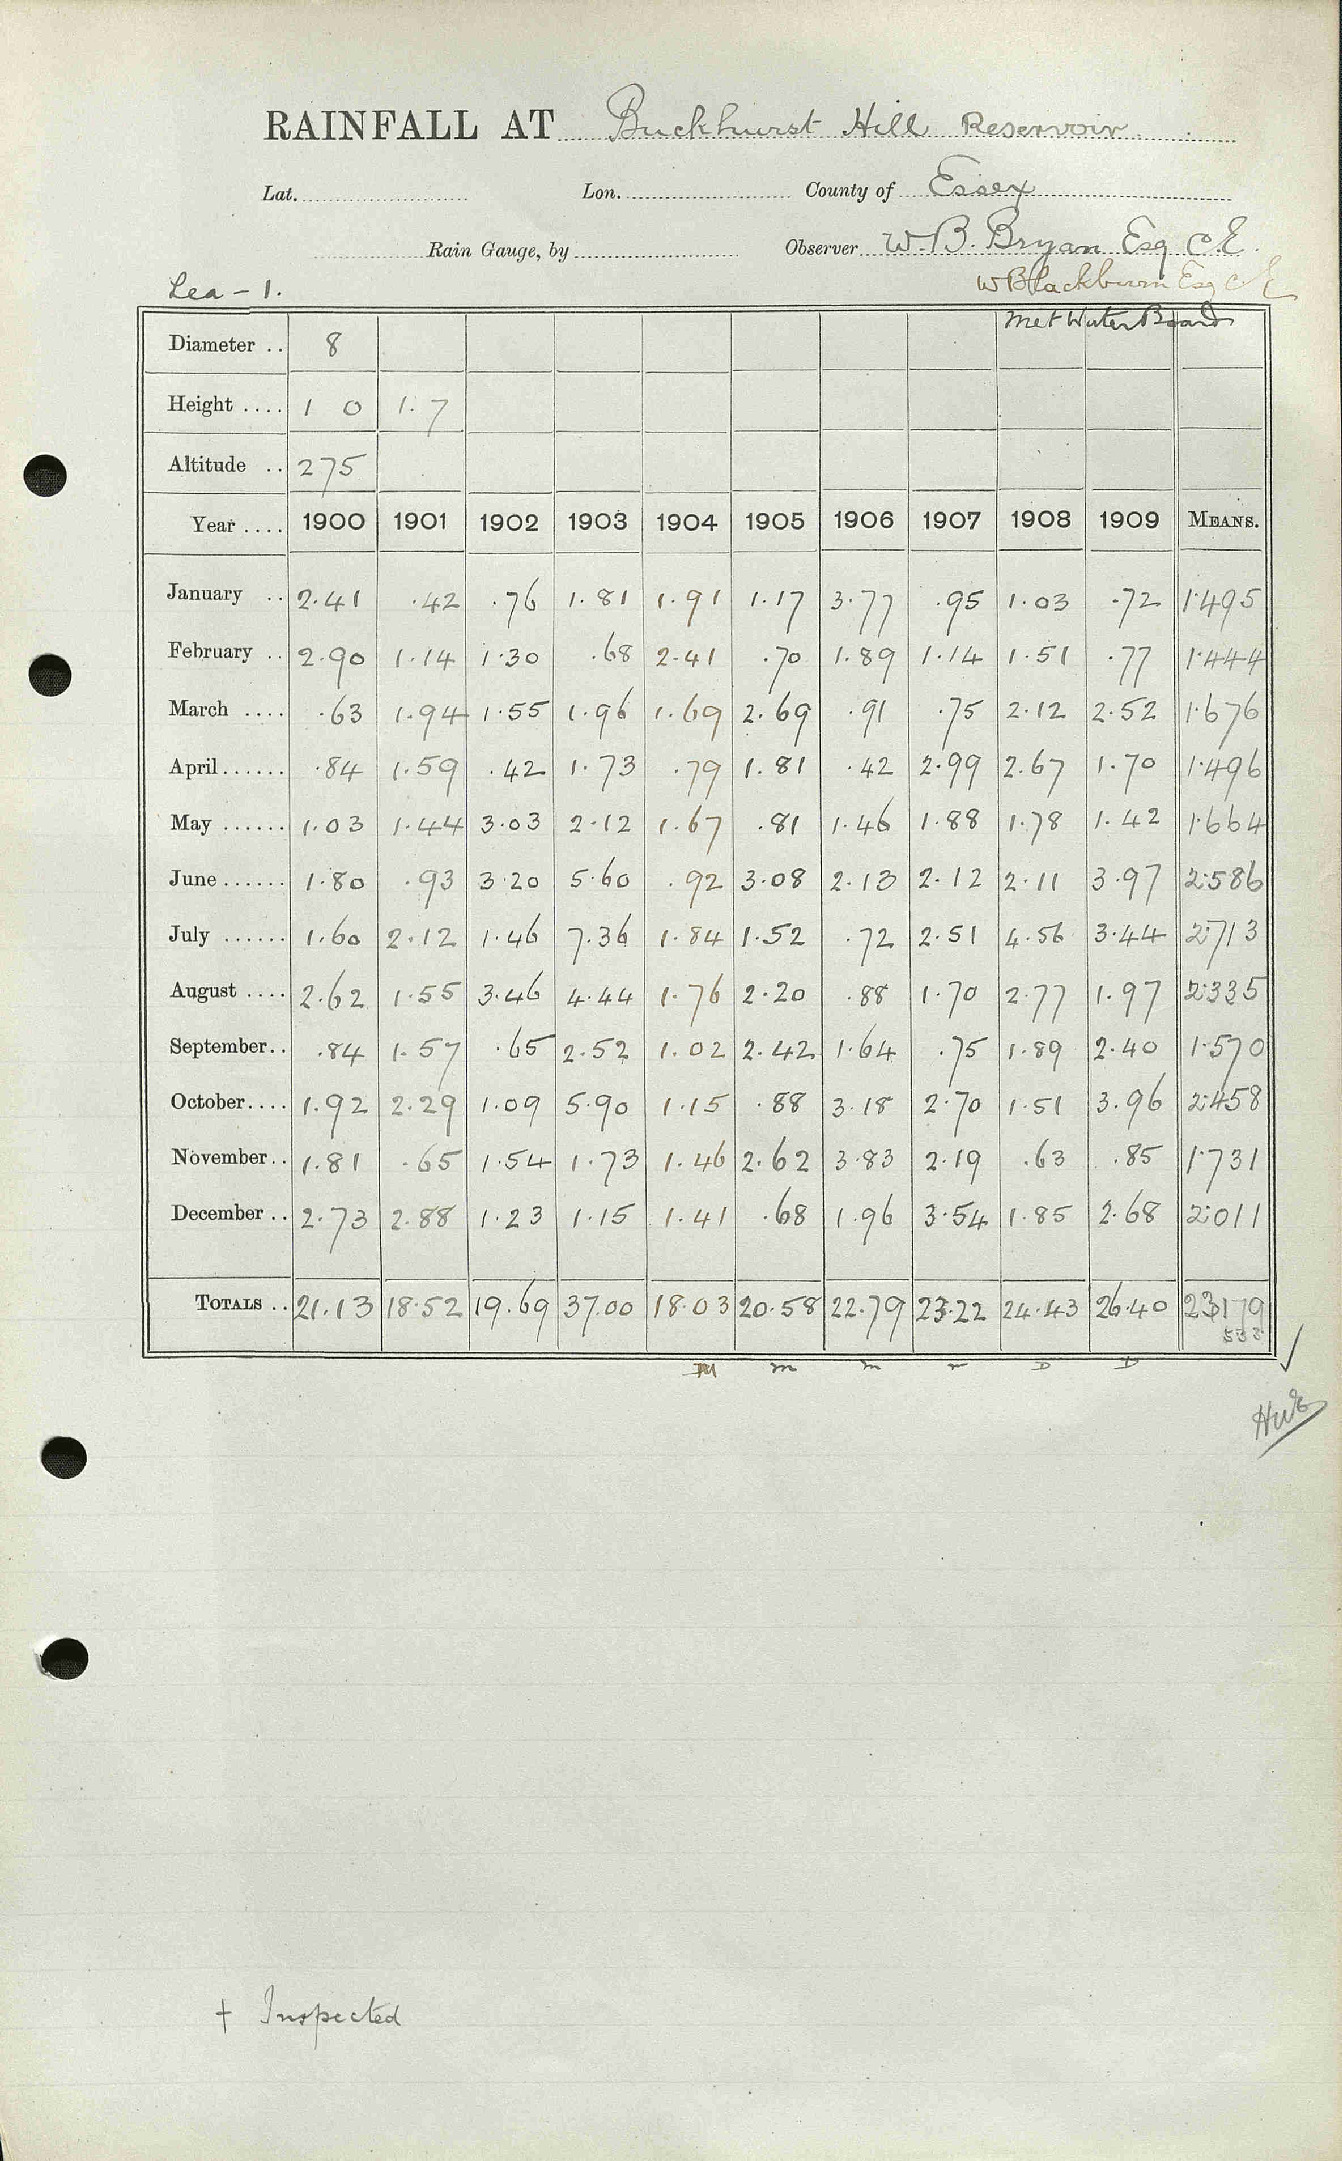 RAINFALL AT Buckhurst Hill Reservoir
Lat. Lon. County of Essex
Rain Gauge, by Observer W. B. Bryan Esq C.E.
W B Blackburn Esq C E
Lea - 1.
Met Water Board
Diameter .. 8
Height .... 1 0 1.7
Altitude .. 275
Year .... 1900 1901 1902 1903 1904 1905 1906 1907 1908 1909 MEANS.
January .. 2.41 .42 .76 1.81 1.91 1.17 3.77 .95 1.03 .72 1.495
February .. 2.90 1.14 1.30 .68 2.41 .70 1.89 1.14 1.51 .77 1.444
March .... .63 1.94 1.55 1.96 1.69 2.69 .91 .75 2.12 2.52 1.676
April...... .84 1.59 .42 1.73 .79 1.81 .42 2.99 2.67 1.70 1.496
May ...... 1.03 1.44 3.03 2.12 1.67 .81 1.46 1.88 1.78 1.42 1.664
June...... 1.80 .93 3.20 5.60 .92 3.08 2.13 2.12 2.11 3.97 2.586
July ...... 1.60 2.12 1.46 7.36 1.84 1.52 .72 2.51 4.56 3.44 2.713
August .... 2.62 1.55 3.46 4.44 1.76 2.20 .88 1.70 2.77 1.97 2.335
September.. .84 1.57 .65 2.52 1.02 2.42 1.64 .75 1.89 2.40 1.570
October.... 1.92 2.29 1.09 5.90 1.15 .88 3.18 2.70 1.51 3.96 2.458
November.. 1.81 .65 1.54 1.73 1.46 2.62 3.83 2.19 .63 .85 1.731
December .. 2.73 2.88 1.23 1.15 1.41 .68 1.96 3.54 1.85 2.68 2.011
TOTALS .. 21.13 18.52 19.69 37.00 18.03 20.58 22.79 23.22 24.43 26.40 23.179
M m m r D D
† Inspected